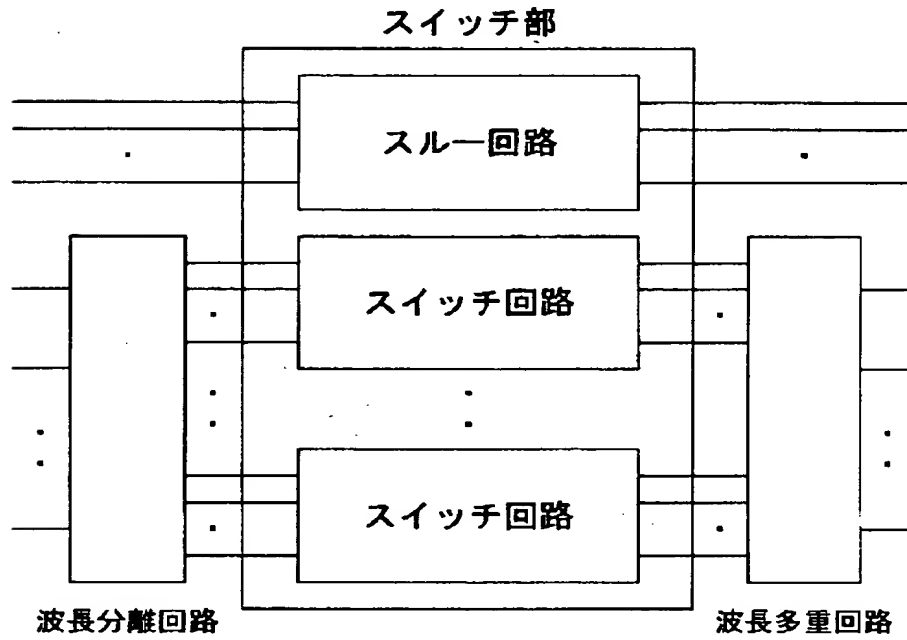 スイッチ部
スルー回路
スイッチ回路
スイッチ回路
波長分離回路
波長多重回路